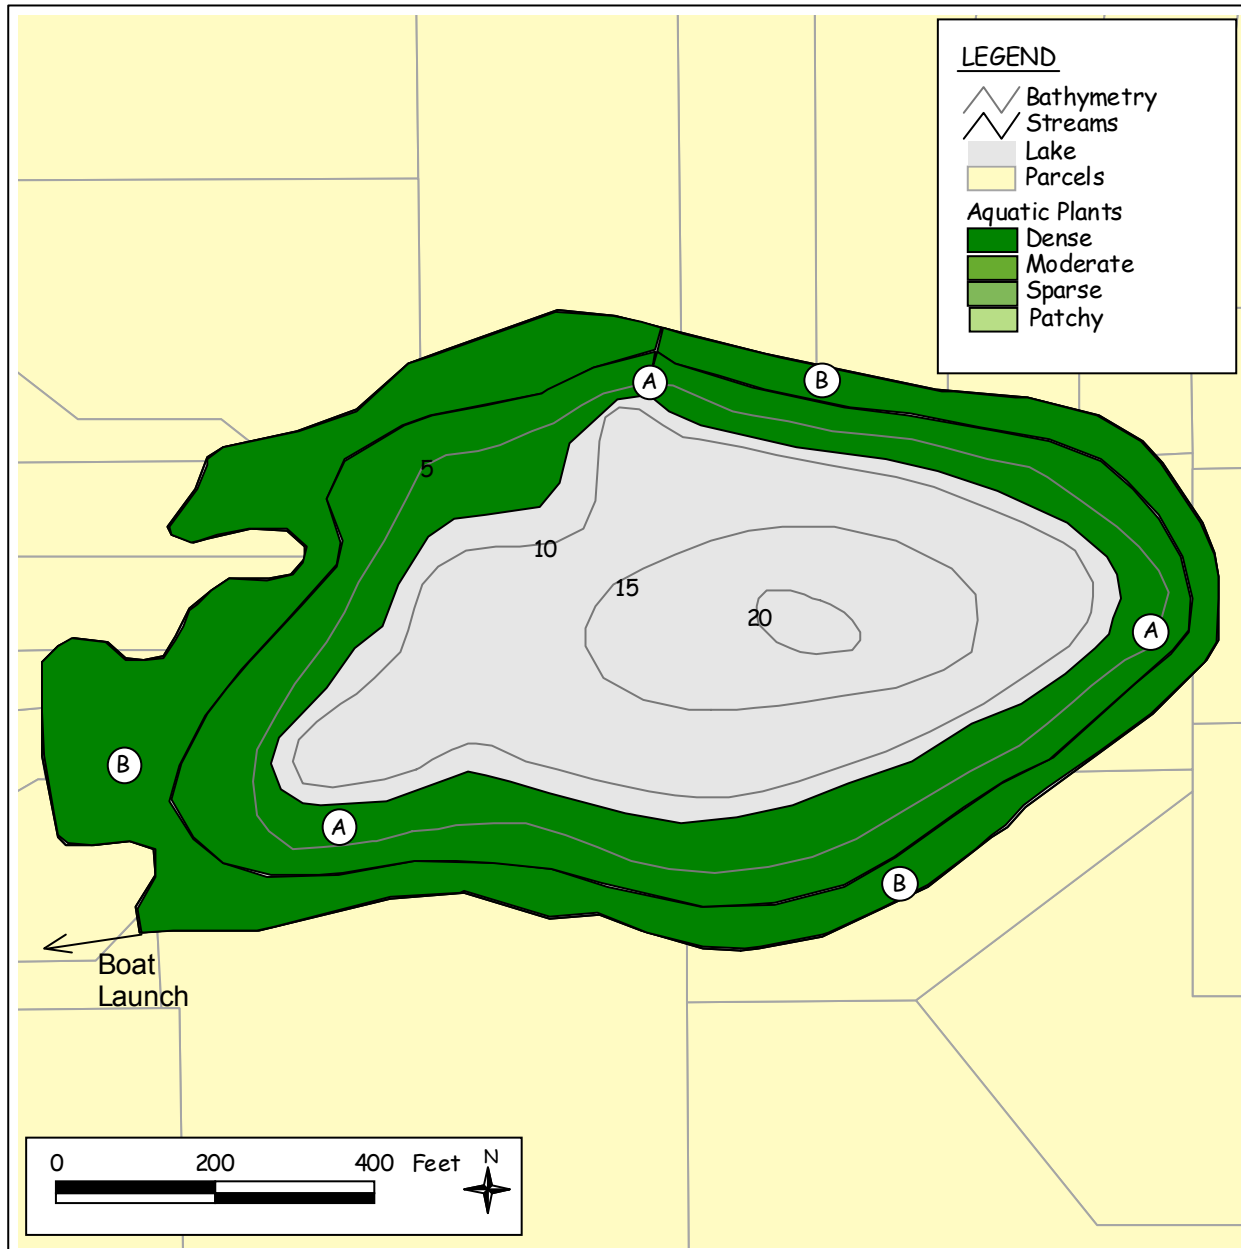 LEGEND
Bathymetry
Streams
Lake
Parcels
Aquatic Plants
Dense
Moderate
Sparse
Patchy
A
B
5
10
15
20
A
B
A
B
Boat
Launch
0 200 400 Feet N